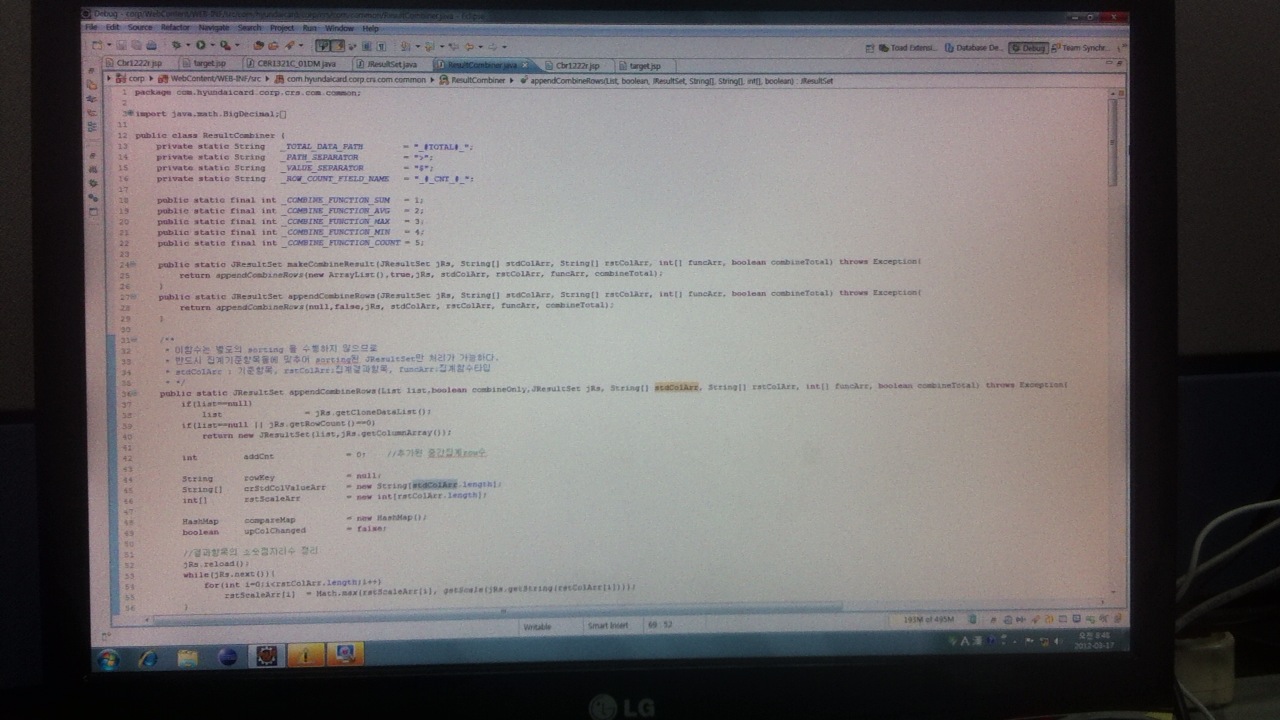 Debug - corp/WebContent/WEB-INF/src/com/hyundaicard/corp/crs/com/common/ResultCombiner.java - Eclipse
File Edit Source Refactor Navigate Search Project Run Window Help
Toad Extensi... Database De... Debug Team Synchr...
Cbr1222r.jsp target.jsp CBR1321C_01DM.java JResultSet.java ResultCombiner.java Cbr1222r.jsp target.jsp
corp WebContent/WEB-INF/src com.hyundaicard.corp.crs.com.common ResultCombiner appendCombineRows(List, boolean, JResultSet, String[], String[], int[], boolean) : JResultSet
1 package com.hyundaicard.corp.crs.com.common;
2
3 import java.math.BigDecimal;
11
12 public class ResultCombiner {
13 private static String _TOTAL_DATA_PATH = "_#TOTAL#_";
14 private static String _PATH_SEPARATOR = ">";
15 private static String _VALUE_SEPARATOR = "$";
16 private static String _ROW_COUNT_FIELD_NAME = "_#_CNT_#_";
17
18 public static final int _COMBINE_FUNCTION_SUM = 1;
19 public static final int _COMBINE_FUNCTION_AVG = 2;
20 public static final int _COMBINE_FUNCTION_MAX = 3;
21 public static final int _COMBINE_FUNCTION_MIN = 4;
22 public static final int _COMBINE_FUNCTION_COUNT = 5;
23
24 public static JResultSet makeCombineResult(JResultSet jRs, String[] stdColArr, String[] rstColArr, int[] funcArr, boolean combineTotal) throws Exception{
25 return appendCombineRows(new ArrayList(),true,jRs, stdColArr, rstColArr, funcArr, combineTotal);
26 }
27 public static JResultSet appendCombineRows(JResultSet jRs, String[] stdColArr, String[] rstColArr, int[] funcArr, boolean combineTotal) throws Exception{
28 return appendCombineRows(null,false,jRs, stdColArr, rstColArr, funcArr, combineTotal);
29 }
30
31 /**
32 * 이함수는 별도의 sorting 을 수행하지 않으므로
33 * 반드시 집계기준항목들에 맞추어 sorting된 JResultSet만 처리가 가능하다.
34 * stdColArr : 기준항목, rstColArr:집계결과항목, funcArr:집계함수타입
35 * */
36 public static JResultSet appendCombineRows(List list,boolean combineOnly,JResultSet jRs, String[] stdColArr, String[] rstColArr, int[] funcArr, boolean combineTotal) throws Exception{
37 if(list==null)
38 list = jRs.getCloneDataList();
39 if(list==null || jRs.getRowCount()==0)
40 return new JResultSet(list,jRs.getColumnArray());
41
42 int addCnt = 0; //추가된 중간집계row수
43
44 String rowKey = null;
45 String[] crStdColValueArr = new String[stdColArr.length];
46 int[] rstScaleArr = new int[rstColArr.length];
47
48 HashMap compareMap = new HashMap();
49 boolean upColChanged = false;
50
51 //결과항목의 소숫점자리수 정리
52 jRs.reload();
53 while(jRs.next()){
54 for(int i=0;i<rstColArr.length;i++)
55 rstScaleArr[i] = Math.max(rstScaleArr[i], getScale(jRs.getString(rstColArr[i])));
56 }
Writable Smart Insert 69 : 52 193M of 495M
A 漢 오전 8:46
2012-03-17
LG